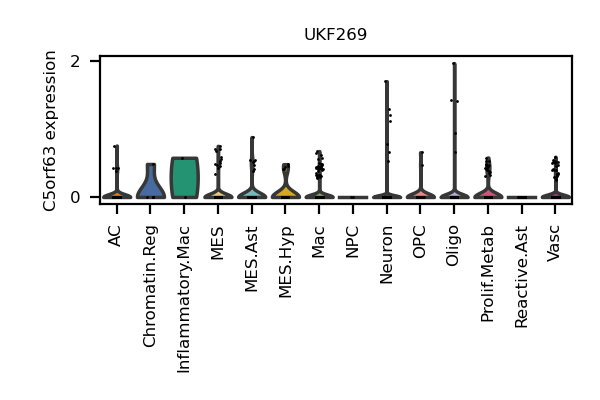 UKF269
C5orf63 expression
2
0
AC
Chromatin.Reg
Inflammatory.Mac
MES
MES.Ast
MES.Hyp
Mac
NPC
Neuron
OPC
Oligo
Prolif.Metab
Reactive.Ast
Vasc